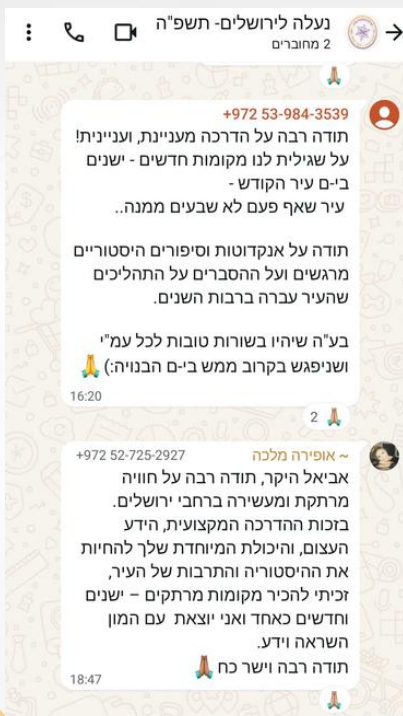 נעלה לירושלים- תשפ"ה
2 מחוברים
+972 53-984-3539
תודה רבה על הדרכה מעניינת, ועניינית!
על שגילית לנו מקומות חדשים - ישנים
בי-ם עיר הקודש -
עיר שאף פעם לא שבעים ממנה..
תודה על אנקדוטות וסיפורים היסטוריים
מרגשים ועל ההסברים על התהליכים
שהעיר עברה ברבות השנים.
בע"ה שיהיו בשורות טובות לכל עמ"י
ושניפגש בקרוב ממש בי-ם הבנויה:) 🙏
16:20
🙏 2
~ אופירה מלכה
+972 52-725-2927
אביאל היקר, תודה רבה על חוויה
מרתקת ומעשירה ברחבי ירושלים.
בזכות ההדרכה המקצועית, הידע
העצום, והיכולת המיוחדת שלך להחיות
את ההיסטוריה והתרבות של העיר,
זכיתי להכיר מקומות מרתקים – ישנים
וחדשים כאחד ואני יוצאת עם המון
השראה וידע.
תודה רבה וישר כח 🙏
18:47